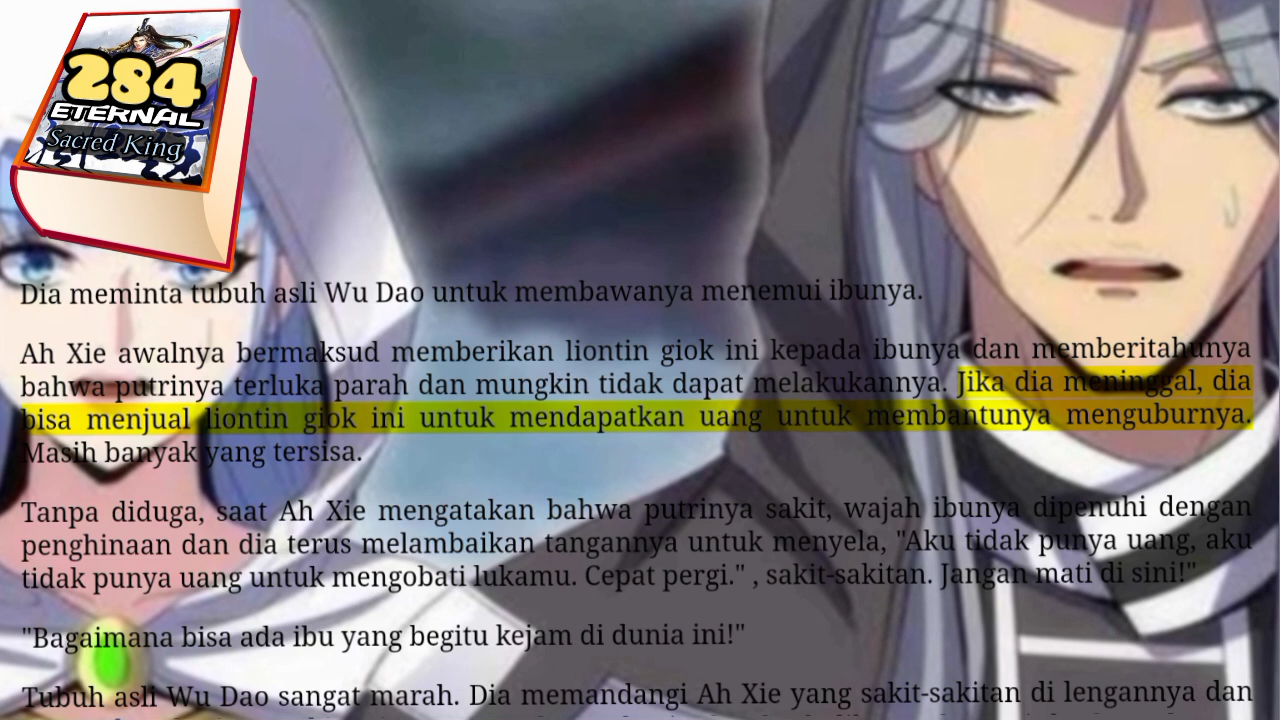 284
ETERNAL
Sacred King
Dia meminta tubuh asli Wu Dao untuk membawanya menemui ibunya.
Ah Xie awalnya bermaksud memberikan liontin giok ini kepada ibunya dan memberitahunya
bahwa putrinya terluka parah dan mungkin tidak dapat melakukannya. Jika dia meninggal, dia
bisa menjual liontin giok ini untuk mendapatkan uang untuk membantunya menguburnya.
Masih banyak yang tersisa.
Tanpa diduga, saat Ah Xie mengatakan bahwa putrinya sakit, wajah ibunya dipenuhi dengan
penghinaan dan dia terus melambaikan tangannya untuk menyela, "Aku tidak punya uang, aku
tidak punya uang untuk mengobati lukamu. Cepat pergi." , sakit-sakitan. Jangan mati di sini!"
"Bagaimana bisa ada ibu yang begitu kejam di dunia ini!"
Tubuh asli Wu Dao sangat marah. Dia memandangi Ah Xie yang sakit-sakitan di lengannya dan